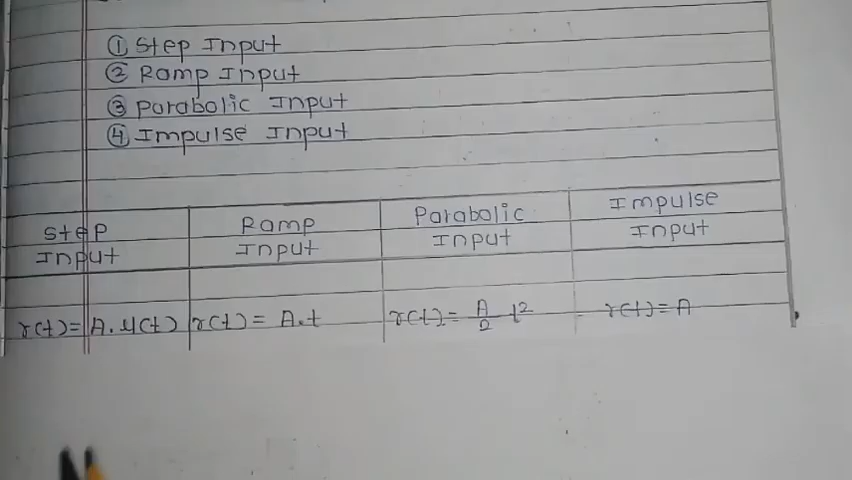 ① Step Input
② Ramp Input
③ Parabolic Input
④ Impulse Input
Step Input
Ramp Input
Parabolic Input
Impulse Input
r(t) = A. u(t)
r(t) = A.t
r(t) = A/2 t²
r(t) = A